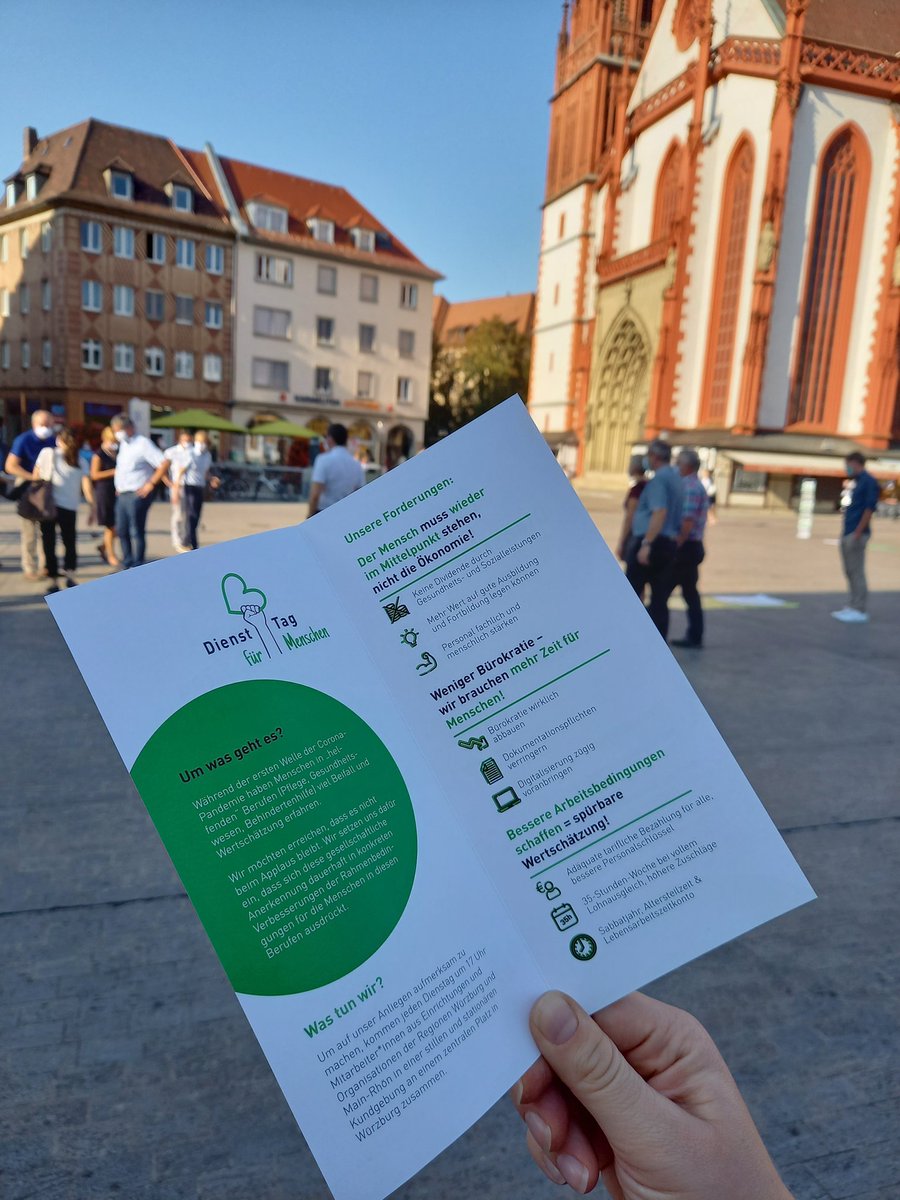 Dienst Tag
für Menschen
Um was geht es?
Während der ersten Welle der Corona-
Pandemie haben Menschen in „hel-
fenden“ Berufen (Pflege, Gesundheits-
wesen, Behindertenhilfe) viel Beifall und
Wertschätzung erfahren.
Wir möchten erreichen, dass es nicht
beim Applaus bleibt. Wir setzen uns dafür
ein, dass sich diese gesellschaftliche
Anerkennung dauerhaft in konkreten
Verbesserungen der Rahmenbedin-
gungen für die Menschen in diesen
Berufen ausdrückt.
Was tun wir?
Um auf unser Anliegen aufmerksam zu
machen, kommen jeden Dienstag um 17 Uhr
Mitarbeiter*innen aus Einrichtungen und
Organisationen der Regionen Würzburg und
Main-Rhön in einer stillen und stationären
Kundgebung an einem zentralen Platz in
Würzburg zusammen.
Unsere Forderungen:
Der Mensch muss wieder
im Mittelpunkt stehen,
nicht die Ökonomie!
Keine Dividende durch
Gesundheits- und Sozialleistungen
Mehr Wert auf gute Ausbildung
und Fortbildung legen können
Personal fachlich und
menschlich stärken
Weniger Bürokratie –
wir brauchen mehr Zeit für
Menschen!
Bürokratie wirklich
abbauen
Dokumentationspflichten
verringern
Digitalisierung zügig
voranbringen
Bessere Arbeitsbedingungen
schaffen = spürbare
Wertschätzung!
€
Adäquate tarifliche Bezahlung für alle,
bessere Personalschlüssel
35h
35-Stunden-Woche bei vollem
Lohnausgleich, höhere Zuschläge
Sabbatjahr, Altersteilzeit &
Lebensarbeitszeitkonto